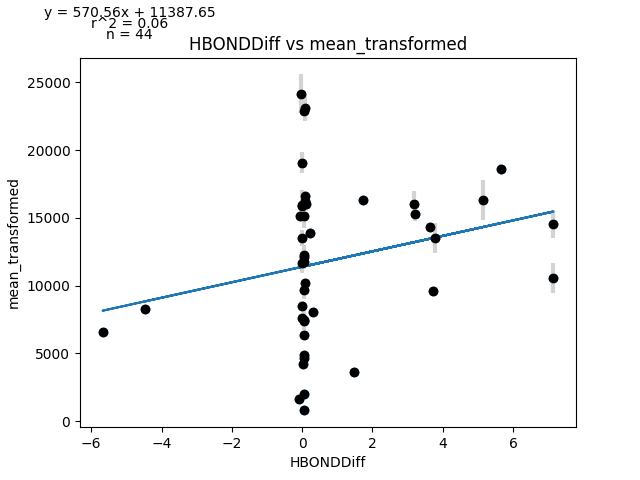 y = 570.56x + 11387.65
r^2 = 0.06
n = 44
HBONDDiff vs mean_transformed
25000
20000
15000
10000
5000
0
mean_transformed
−6 −4 −2 0 2 4 6
HBONDDiff